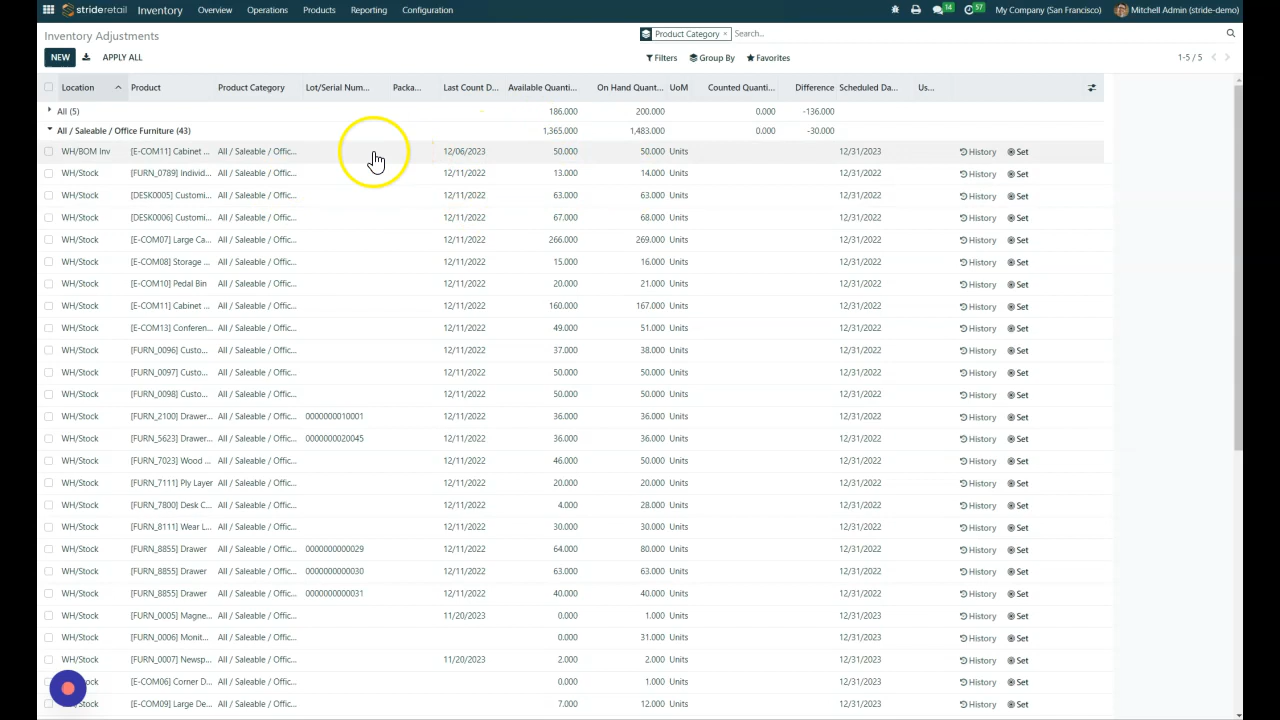 strideretail Inventory Overview Operations Products Reporting Configuration 14 57 My Company (San Francisco) Mitchell Admin (stride-demo)
Inventory Adjustments Product Category × Search...
NEW APPLY ALL Filters Group By Favorites 1-5 / 5
Location Product Product Category Lot/Serial Num... Packa... Last Count D... Available Quanti... On Hand Quant... UoM Counted Quanti... Difference Scheduled Da... Us...
All (5) 186.000 200.000 0.000 -136.000
All / Saleable / Office Furniture (43) 1,365.000 1,483.000 0.000 -30.000
WH/BOM Inv [E-COM11] Cabinet ... All / Saleable / Offic... 12/06/2023 50.000 50.000 Units 12/31/2023 History Set
WH/Stock [FURN_0789] Individ... All / Saleable / Offic... 12/11/2022 13.000 14.000 Units 12/31/2022 History Set
WH/Stock [DESK0005] Customi... All / Saleable / Offic... 12/11/2022 63.000 63.000 Units 12/31/2022 History Set
WH/Stock [DESK0006] Customi... All / Saleable / Offic... 12/11/2022 67.000 68.000 Units 12/31/2022 History Set
WH/Stock [E-COM07] Large Ca... All / Saleable / Offic... 12/11/2022 266.000 269.000 Units 12/31/2022 History Set
WH/Stock [E-COM08] Storage ... All / Saleable / Offic... 12/11/2022 15.000 16.000 Units 12/31/2022 History Set
WH/Stock [E-COM10] Pedal Bin All / Saleable / Offic... 12/11/2022 20.000 21.000 Units 12/31/2022 History Set
WH/Stock [E-COM11] Cabinet ... All / Saleable / Offic... 12/11/2022 160.000 167.000 Units 12/31/2022 History Set
WH/Stock [E-COM13] Conferen... All / Saleable / Offic... 12/11/2022 49.000 51.000 Units 12/31/2022 History Set
WH/Stock [FURN_0096] Custo... All / Saleable / Offic... 12/11/2022 37.000 38.000 Units 12/31/2022 History Set
WH/Stock [FURN_0097] Custo... All / Saleable / Offic... 12/11/2022 50.000 50.000 Units 12/31/2022 History Set
WH/Stock [FURN_0098] Custo... All / Saleable / Offic... 12/11/2022 50.000 50.000 Units 12/31/2022 History Set
WH/Stock [FURN_2100] Drawer... All / Saleable / Offic... 0000000010001 12/11/2022 36.000 36.000 Units 12/31/2022 History Set
WH/Stock [FURN_5623] Drawer... All / Saleable / Offic... 0000000020045 12/11/2022 36.000 36.000 Units 12/31/2022 History Set
WH/Stock [FURN_7023] Wood ... All / Saleable / Offic... 12/11/2022 46.000 50.000 Units 12/31/2022 History Set
WH/Stock [FURN_7111] Ply Layer All / Saleable / Offic... 12/11/2022 20.000 20.000 Units 12/31/2022 History Set
WH/Stock [FURN_7800] Desk C... All / Saleable / Offic... 12/11/2022 4.000 28.000 Units 12/31/2022 History Set
WH/Stock [FURN_8111] Wear L... All / Saleable / Offic... 12/11/2022 30.000 30.000 Units 12/31/2022 History Set
WH/Stock [FURN_8855] Drawer All / Saleable / Offic... 0000000000029 12/11/2022 64.000 80.000 Units 12/31/2022 History Set
WH/Stock [FURN_8855] Drawer All / Saleable / Offic... 0000000000030 12/11/2022 63.000 63.000 Units 12/31/2022 History Set
WH/Stock [FURN_8855] Drawer All / Saleable / Offic... 0000000000031 12/11/2022 40.000 40.000 Units 12/31/2022 History Set
WH/Stock [FURN_0005] Magne... All / Saleable / Offic... 11/20/2023 0.000 1.000 Units 12/31/2023 History Set
WH/Stock [FURN_0006] Monit... All / Saleable / Offic... 0.000 31.000 Units 12/31/2023 History Set
WH/Stock [FURN_0007] Newsp... All / Saleable / Offic... 11/20/2023 2.000 2.000 Units 12/31/2023 History Set
[E-COM06] Corner D... All / Saleable / Offic... 0.000 1.000 Units 12/31/2023 History Set
WH/Stock [E-COM09] Large De... All / Saleable / Offic... 7.000 12.000 Units 12/31/2023 History Set